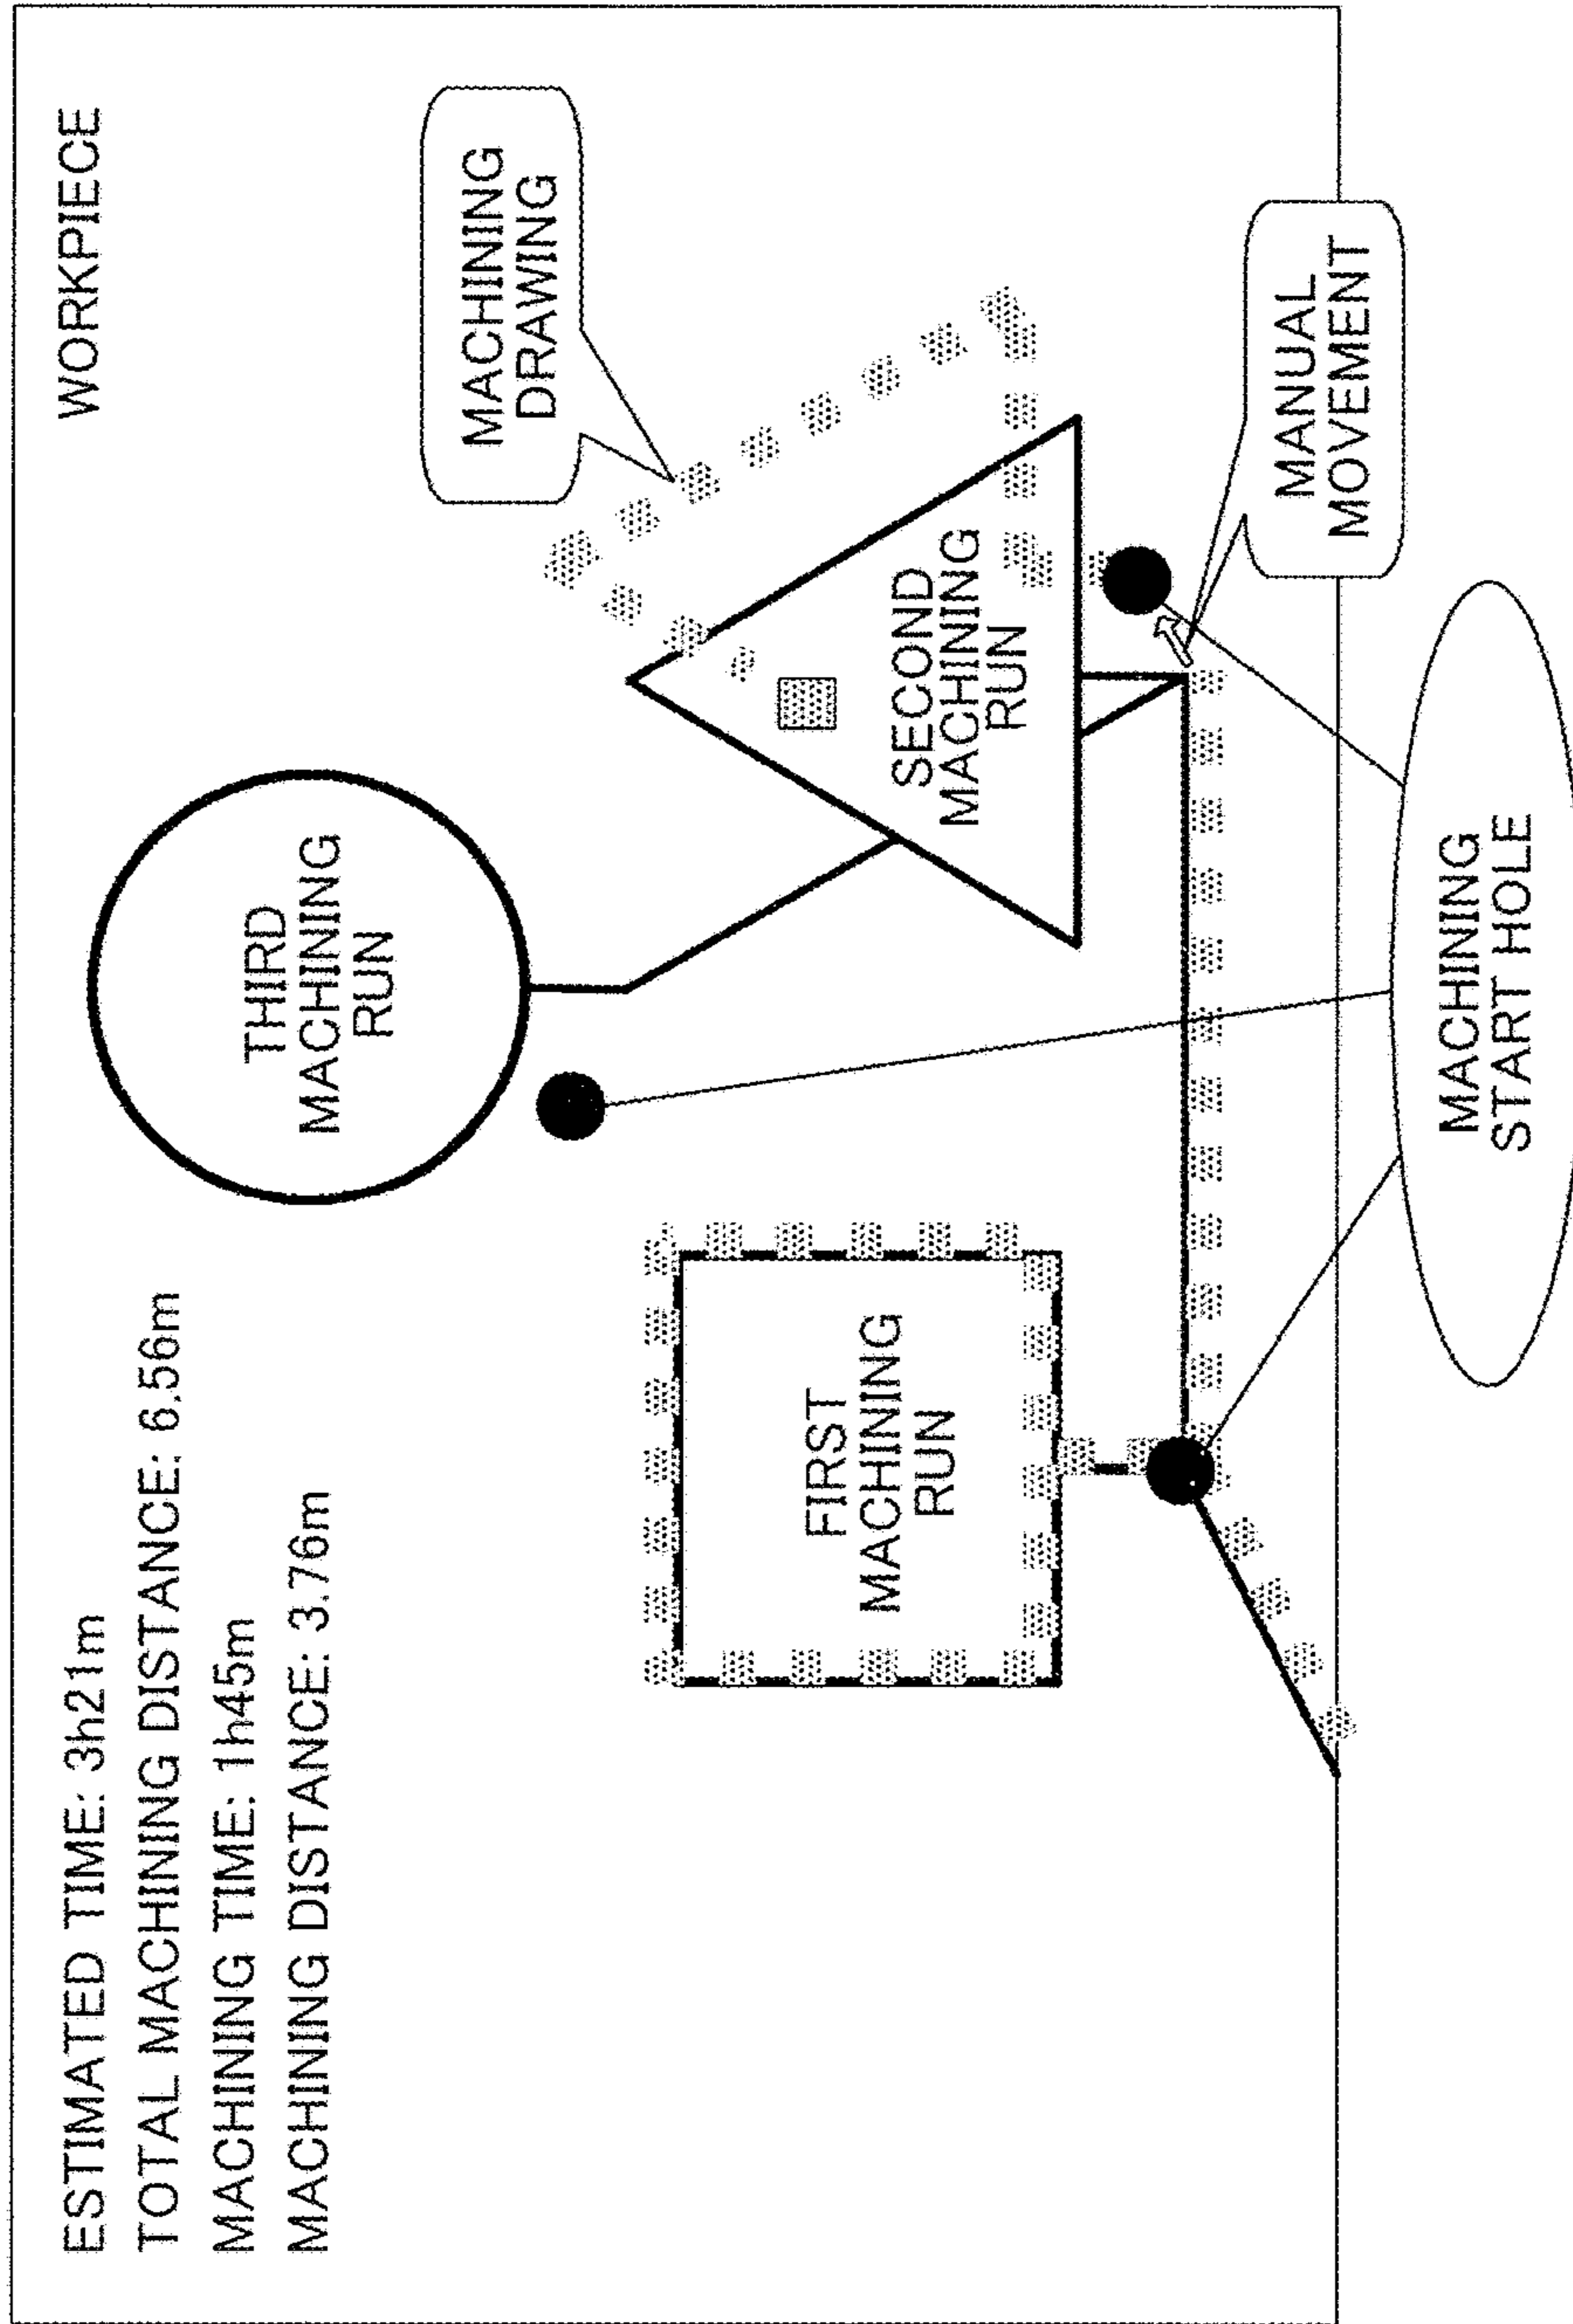 ESTIMATED TIME: 3h21m
TOTAL MACHINING DISTANCE: 6.56m
MACHINING TIME: 1h45m
MACHINING DISTANCE: 3.76m
WORKPIECE
THIRD
MACHINING
RUN
MACHINING
DRAWING
FIRST
MACHINING
RUN
SECOND
MACHINING
RUN
MANUAL
MOVEMENT
MACHINING
START HOLE